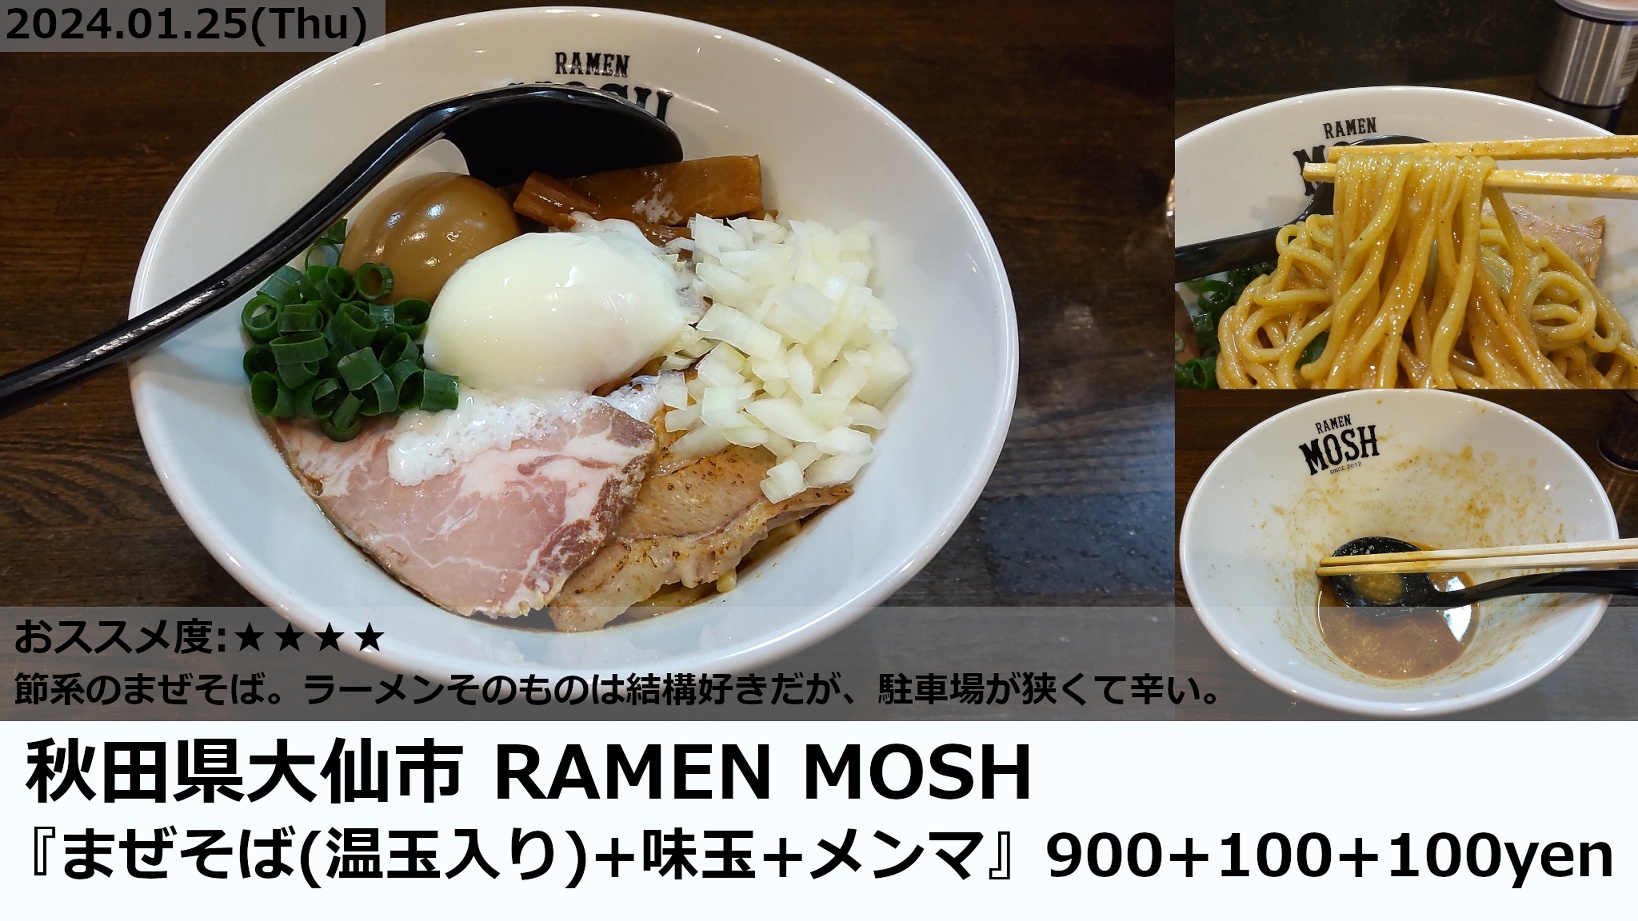 2024.01.25(Thu)
RAMEN
RAMEN
RAMEN
MOSH
SINCE 2012
おススメ度:★★★★
節系のまぜそば。ラーメンそのものは結構好きだが、駐車場が狭くて辛い。
秋田県大仙市 RAMEN MOSH
『まぜそば(温玉入り)+味玉+メンマ』900+100+100yen